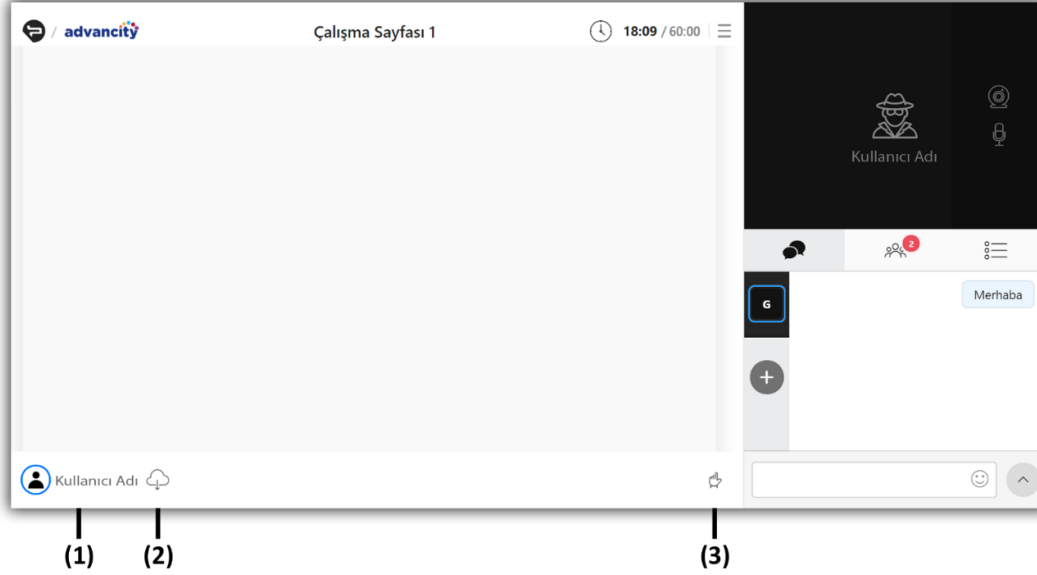 / advancity
Çalışma Sayfası 1
18:09 / 60:00
Kullanıcı Adı
2
G
Merhaba
Kullanıcı Adı
(1)
(2)
(3)